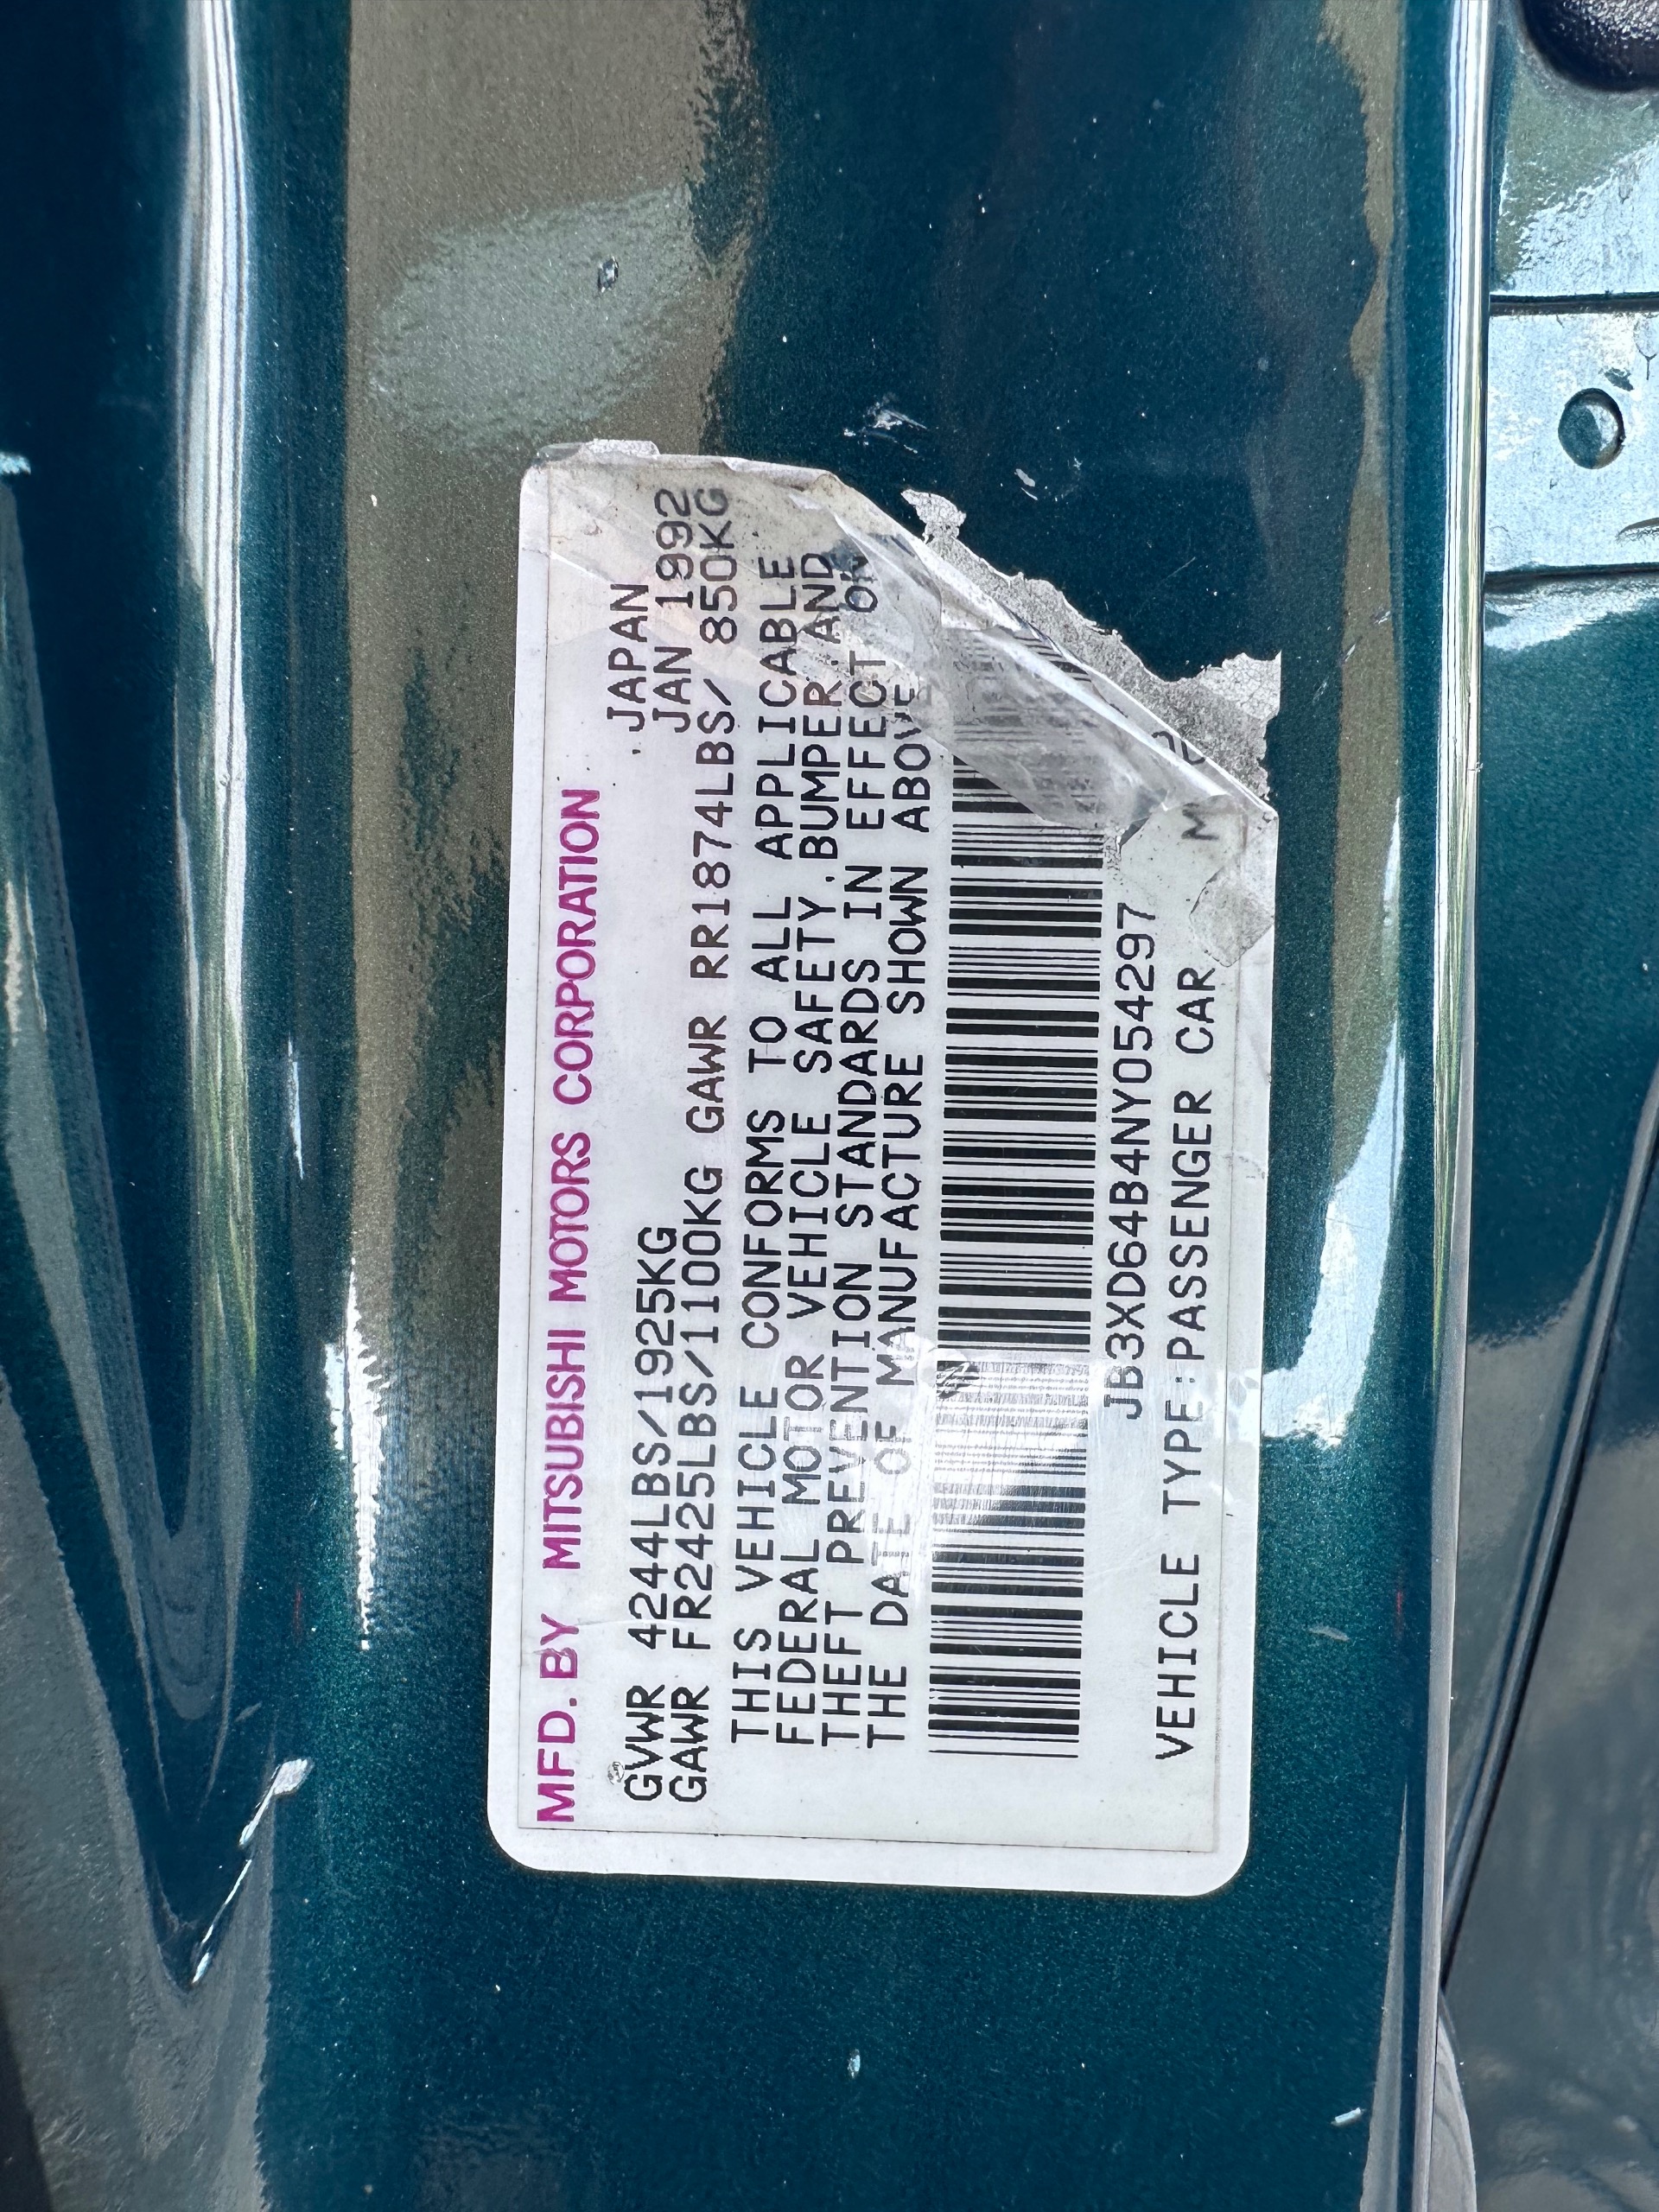 MFD. BY MITSUBISHI MOTORS CORPORATION
JAPAN
GVWR 4244LBS/1925KG JAN 1992
GAWR FR2425LBS/1100KG GAWR RR1874LBS/ 850KG
THIS VEHICLE CONFORMS TO ALL APPLICABLE
FEDERAL MOTOR VEHICLE SAFETY.BUMPER AND
THEFT PREVENTION STANDARDS IN EFFECT ON
THE DATE OF MANUFACTURE SHOWN ABOVE
JB3XD64B4NY054297
VEHICLE TYPE:PASSENGER CAR M